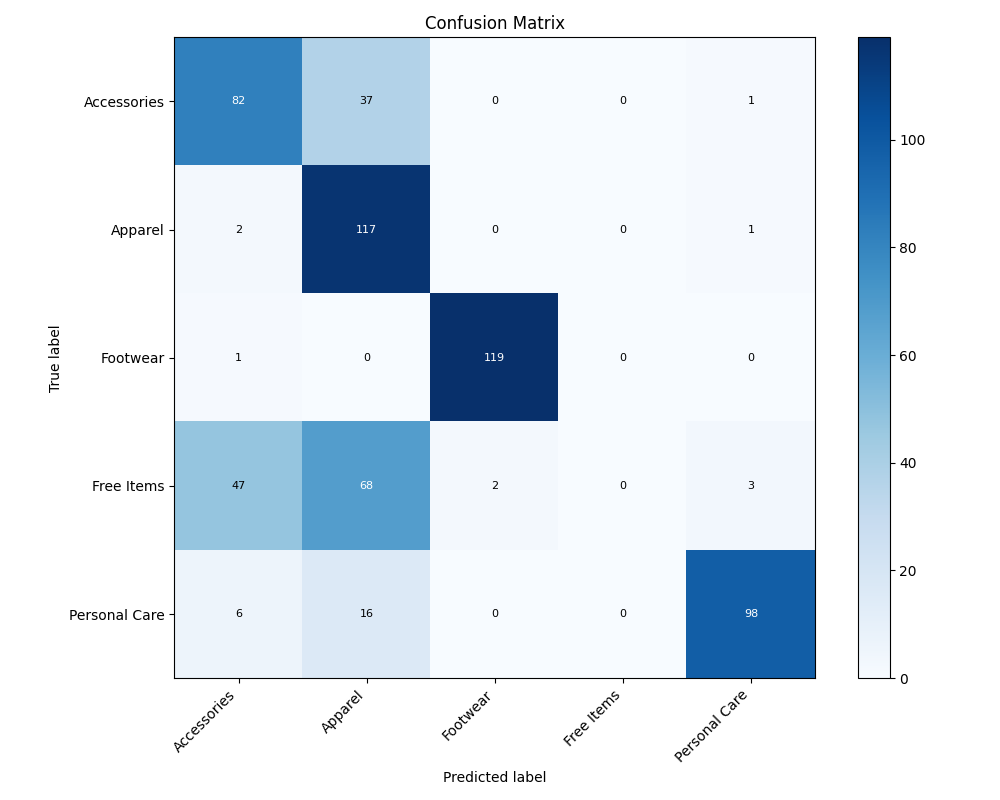 Confusion Matrix
Accessories 82 37 0 0 1
Apparel 2 117 0 0 1
Footwear 1 0 119 0 0
Free Items 47 68 2 0 3
Personal Care 6 16 0 0 98
True label
Accessories Apparel Footwear Free Items Personal Care
Predicted label
100
80
60
40
20
0